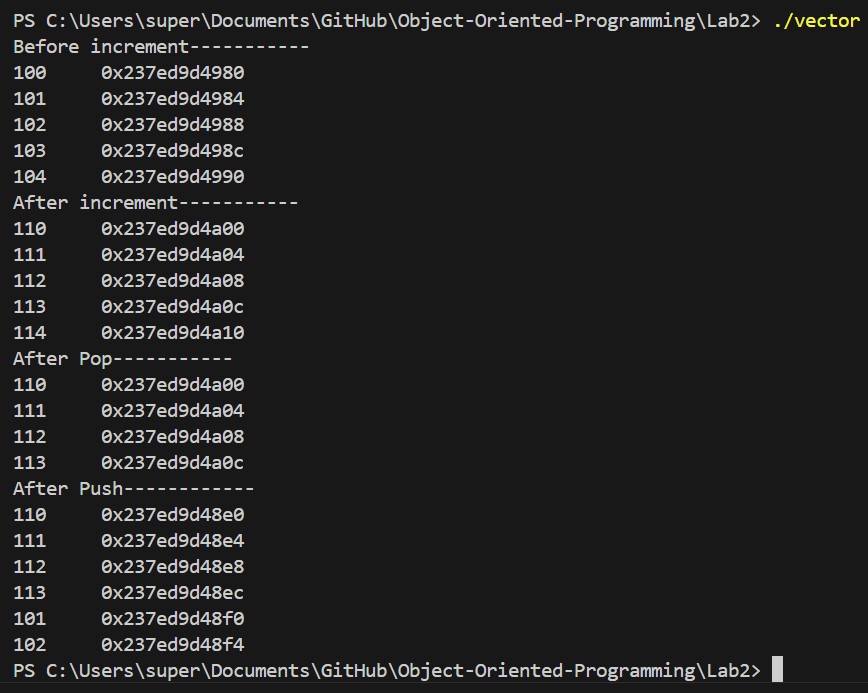 PS C:\Users\super\Documents\GitHub\Object-Oriented-Programming\Lab2> ./vector
Before increment-----------
100     0x237ed9d4980
101     0x237ed9d4984
102     0x237ed9d4988
103     0x237ed9d498c
104     0x237ed9d4990
After increment-----------
110     0x237ed9d4a00
111     0x237ed9d4a04
112     0x237ed9d4a08
113     0x237ed9d4a0c
114     0x237ed9d4a10
After Pop-----------
110     0x237ed9d4a00
111     0x237ed9d4a04
112     0x237ed9d4a08
113     0x237ed9d4a0c
After Push------------
110     0x237ed9d48e0
111     0x237ed9d48e4
112     0x237ed9d48e8
113     0x237ed9d48ec
101     0x237ed9d48f0
102     0x237ed9d48f4
PS C:\Users\super\Documents\GitHub\Object-Oriented-Programming\Lab2>